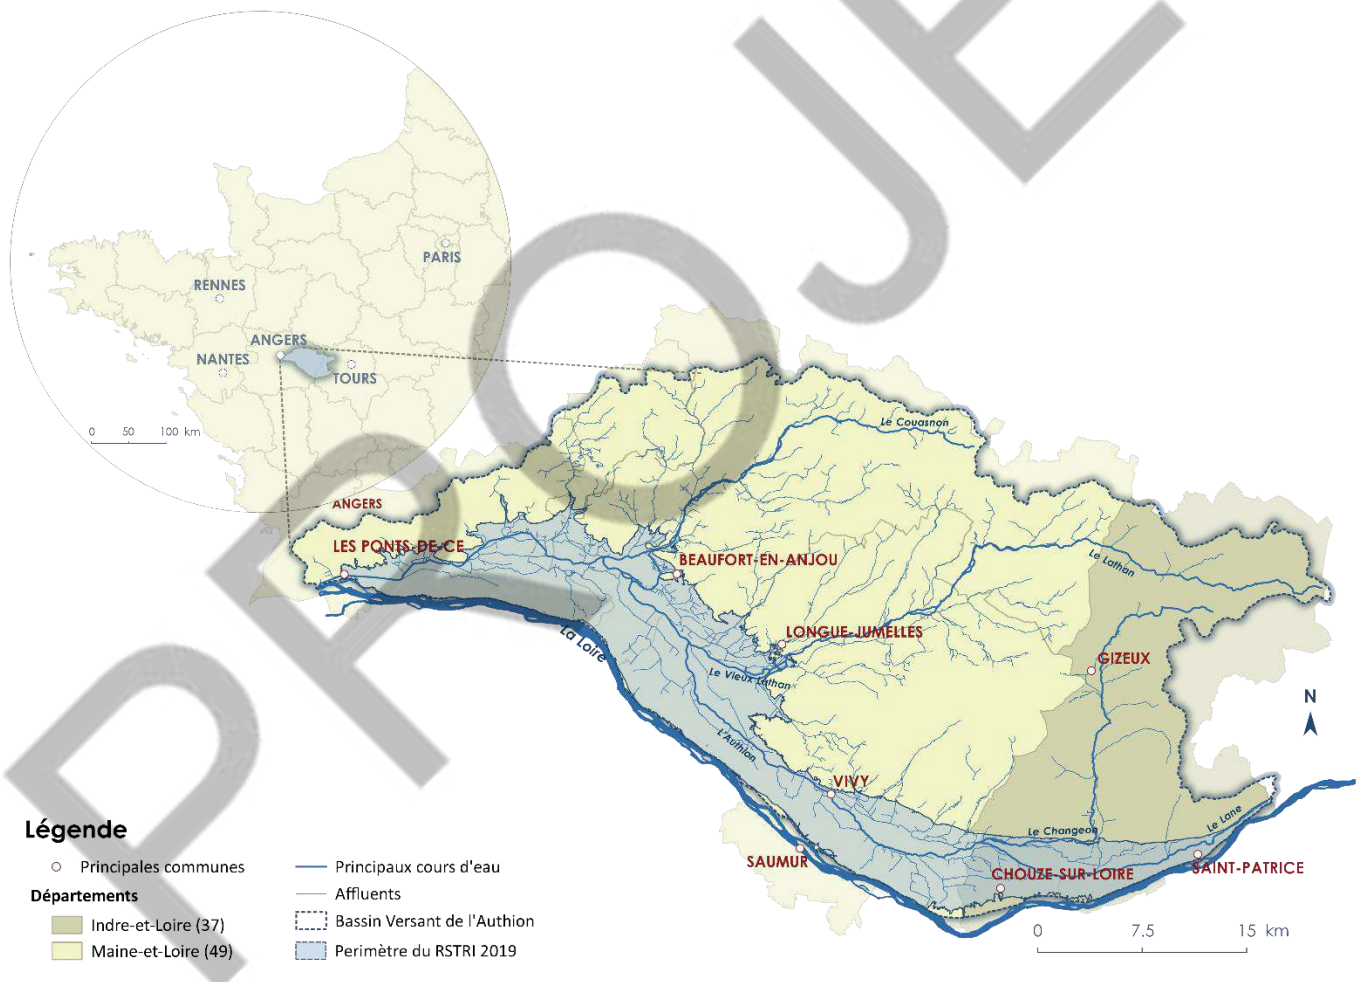 PROJE
PARIS
RENNES
ANGERS
NANTES
TOURS
0 50 100 km
ANGERS
LES PONTS-DE-CE
Le Couasnon
BEAUFORT-EN-ANJOU
Le Lathan
La Loire
LONGUE-JUMELLES
GIZEUX
Le Vieux Lathan
N
L'Authion
VIVY
Le Changeon
Le Lane
SAUMUR
CHOUZE-SUR-LOIRE
SAINT-PATRICE
0 7,5 15 km
Légende
Principales communes
Départements
Indre-et-Loire (37)
Maine-et-Loire (49)
Principaux cours d'eau
Affluents
Bassin Versant de l'Authion
Perimètre du RSTRI 2019